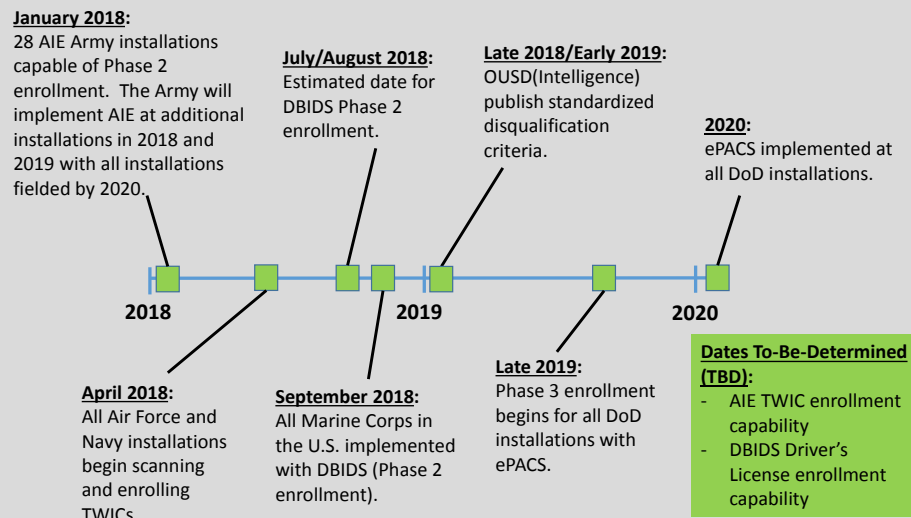 January 2018:
28 AIE Army installations
capable of Phase 2
enrollment. The Army will
implement AIE at additional
installations in 2018 and
2019 with all installations
fielded by 2020.
July/August 2018:
Estimated date for
DBIDS Phase 2
enrollment.
Late 2018/Early 2019:
OUSD(Intelligence)
publish standardized
disqualification
criteria.
2020:
ePACS implemented at
all DoD installations.
2018
2019
2020
April 2018:
All Air Force and
Navy installations
begin scanning
and enrolling
TWICs
September 2018:
All Marine Corps in
the U.S. implemented
with DBIDS (Phase 2
enrollment).
Late 2019:
Phase 3 enrollment
begins for all DoD
installations with
ePACS.
Dates To-Be-Determined
(TBD):
- AIE TWIC enrollment
capability
- DBIDS Driver's
License enrollment
capability